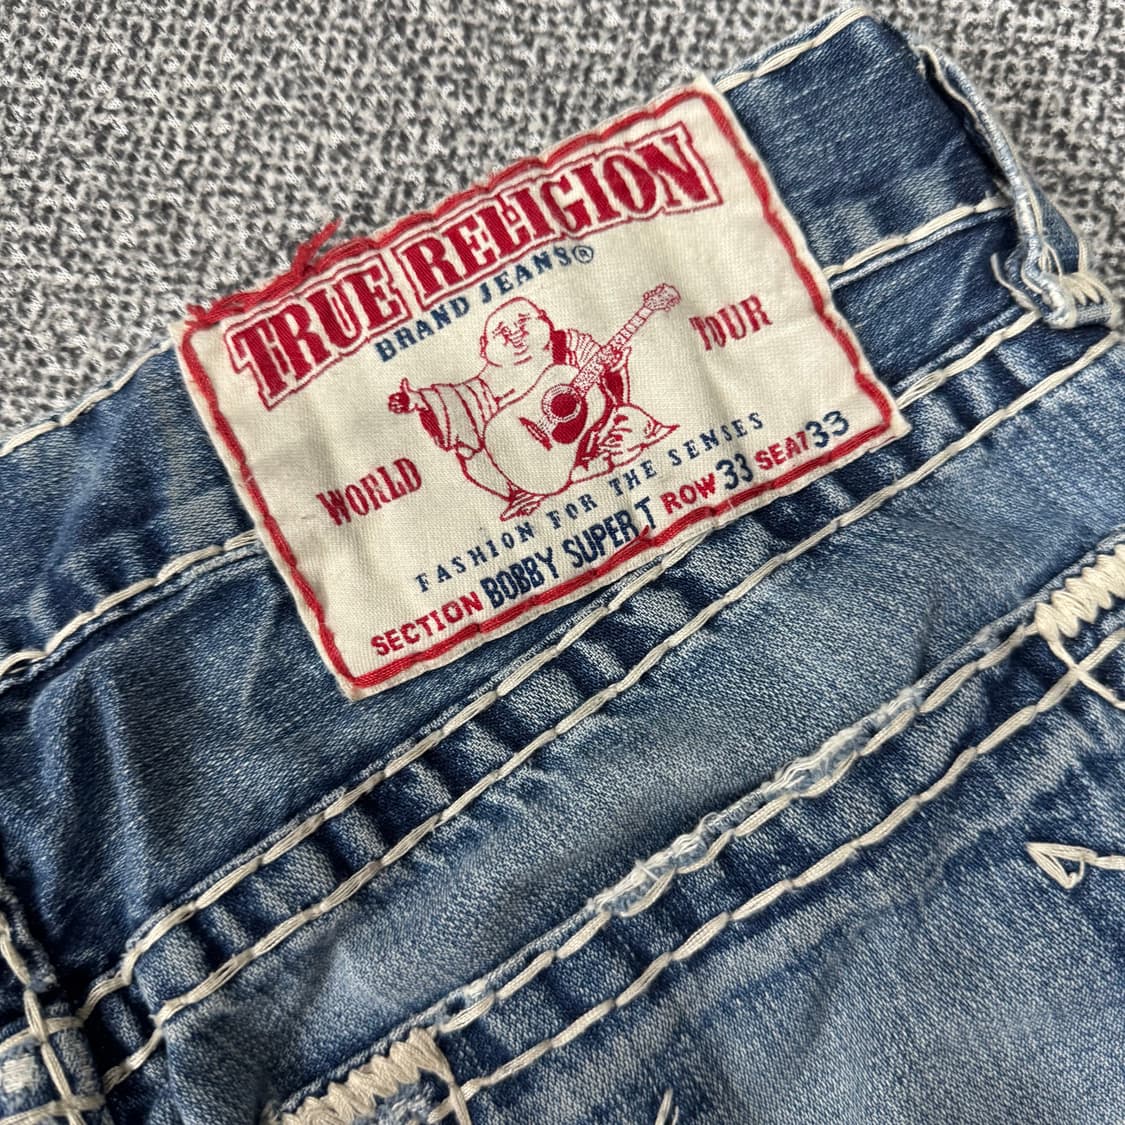 TRUE RELIGION
BRAND JEANS®
WORLD TOUR
FASHION FOR THE SENSES
SECTION BOBBY SUPER T ROW 33 SEAT 33